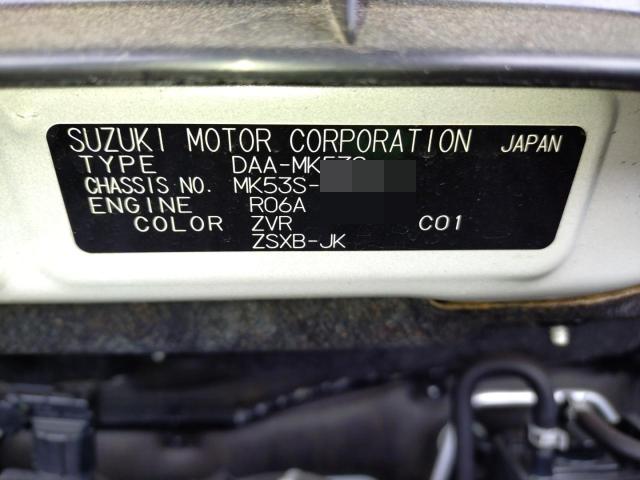 SUZUKI MOTOR CORPORATION JAPAN
TYPE DAA-MK53S
CHASSIS NO. MK53S-
ENGINE R06A
COLOR ZVR C01
ZSXB-JK